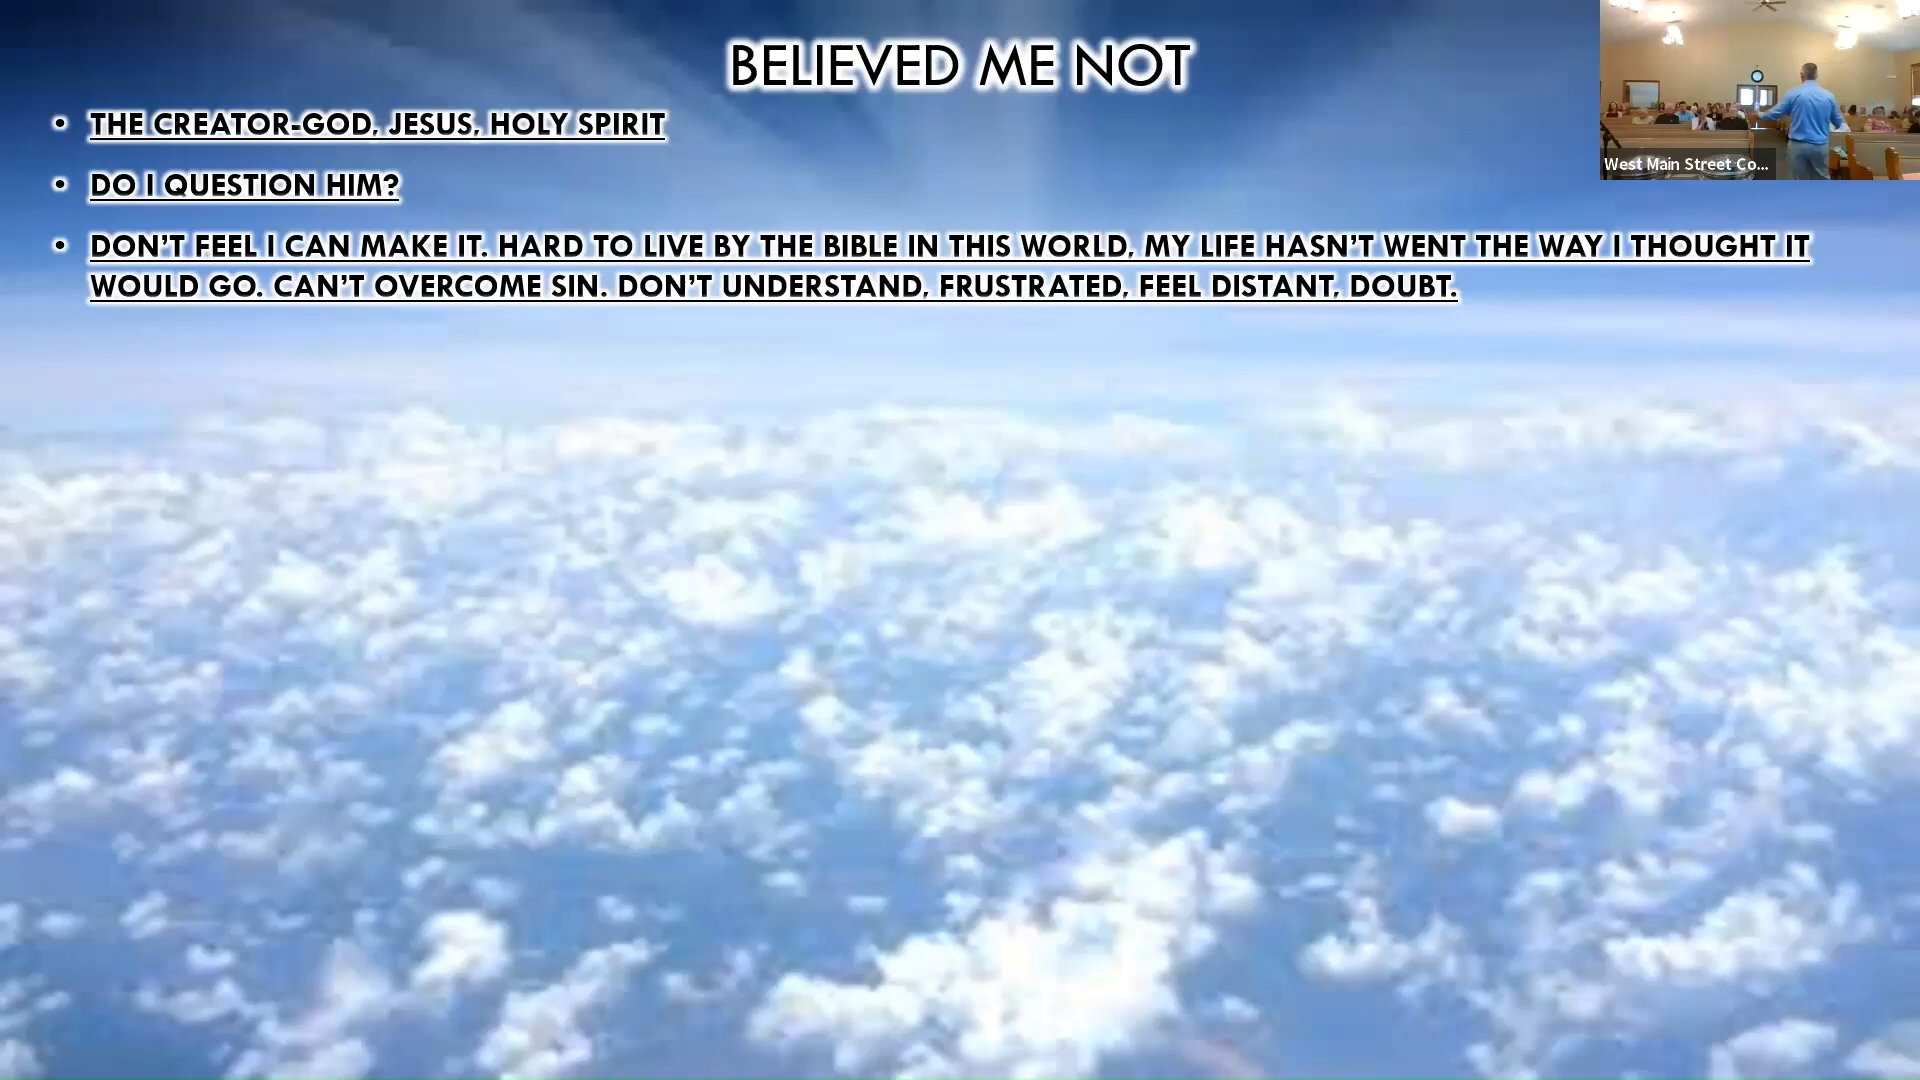 BELIEVED ME NOT
• THE CREATOR-GOD, JESUS, HOLY SPIRIT
• DO I QUESTION HIM?
• DON'T FEEL I CAN MAKE IT. HARD TO LIVE BY THE BIBLE IN THIS WORLD, MY LIFE HASN'T WENT THE WAY I THOUGHT IT
WOULD GO. CAN'T OVERCOME SIN. DON'T UNDERSTAND, FRUSTRATED, FEEL DISTANT, DOUBT.
West Main Street Co...